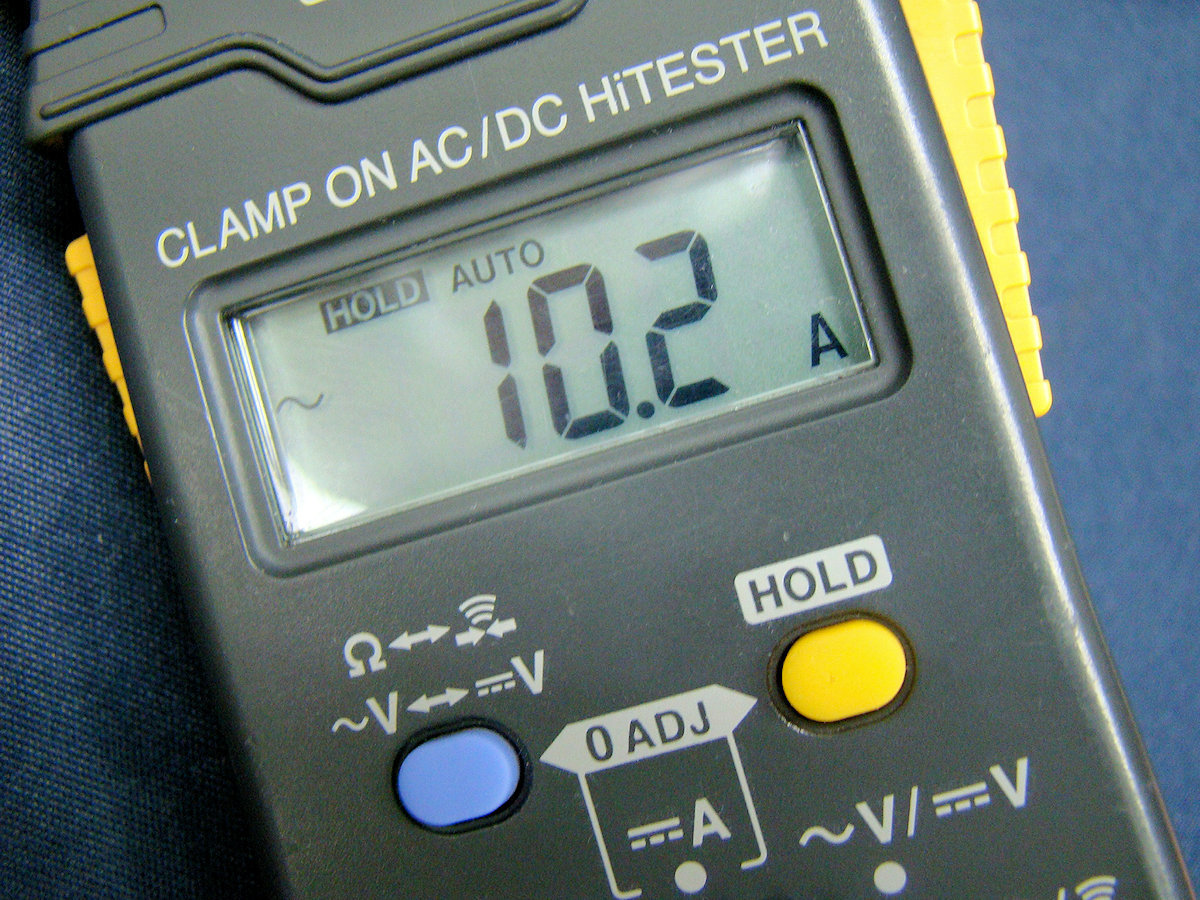 CLAMP ON AC/DC HiTESTER
HOLD AUTO
~ 10.2 A
HOLD
Ω
~V ⎓V
0 ADJ
⎓A ~V/⎓V